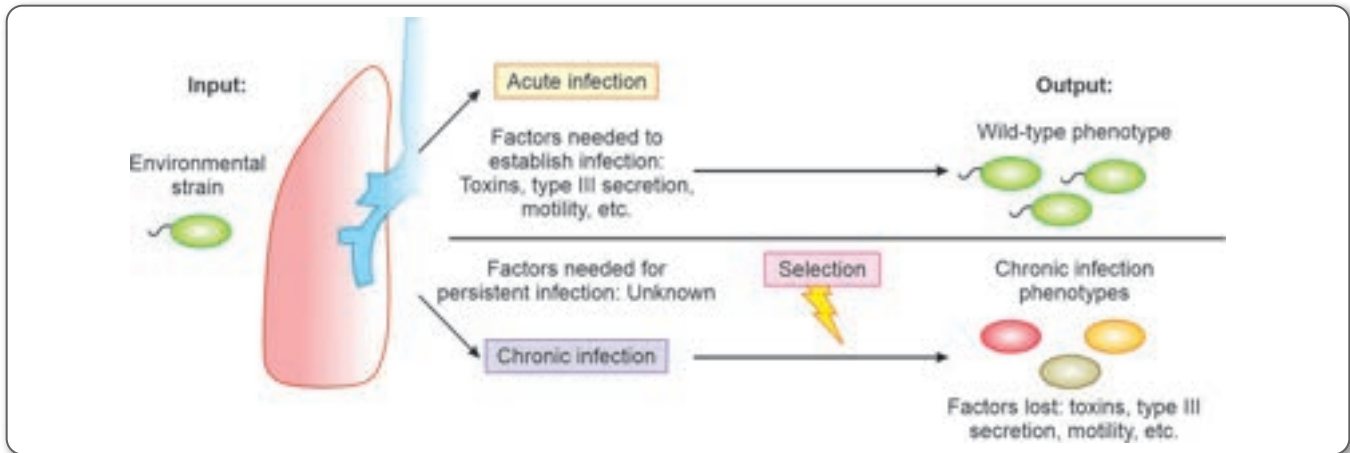 Input:
Environmental
strain
Acute infection
Factors needed to
establish infection:
Toxins, type III secretion,
motility, etc.
Output:
Wild-type phenotype
Factors needed for
persistent infection: Unknown
Chronic infection
Selection
Chronic infection
phenotypes
Factors lost: toxins, type III
secretion, motility, etc.